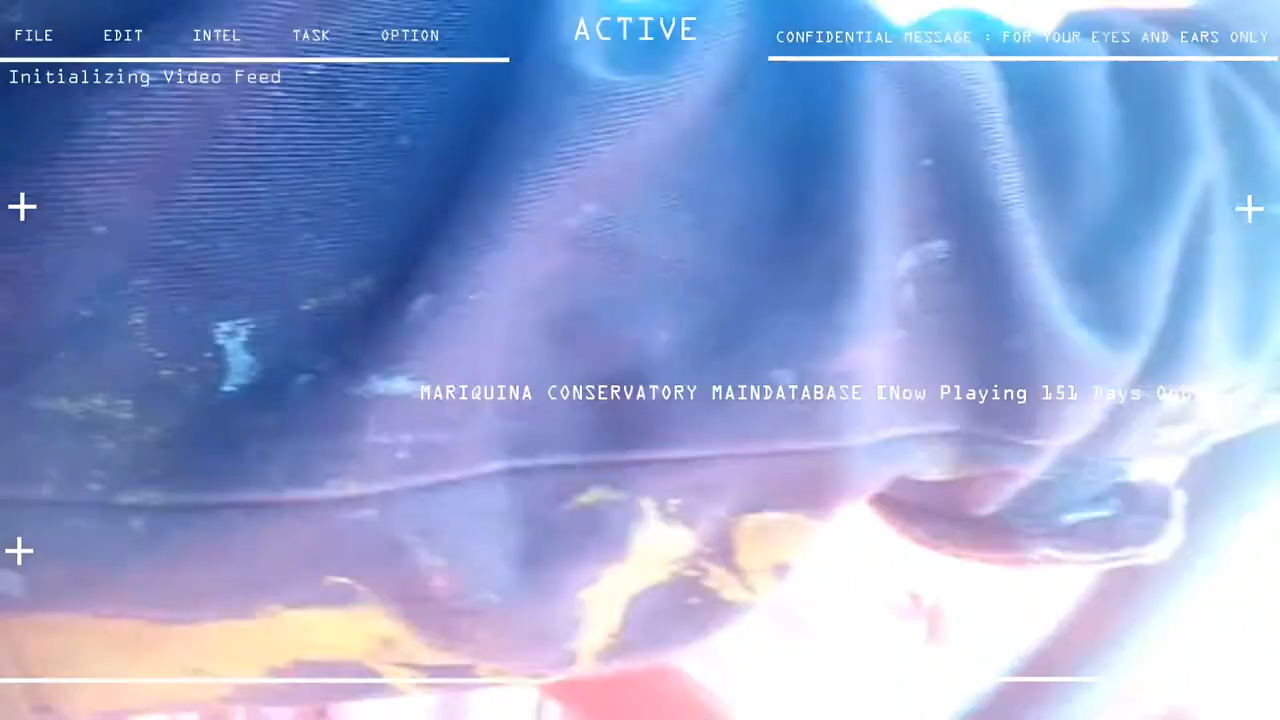 FILE EDIT INTEL TASK OPTION
ACTIVE
CONFIDENTIAL MESSAGE : FOR YOUR EYES AND EARS ONLY
Initializing Video Feed
MARIQUINA CONSERVATORY MAINDATABASE [Now Playing 151 Days